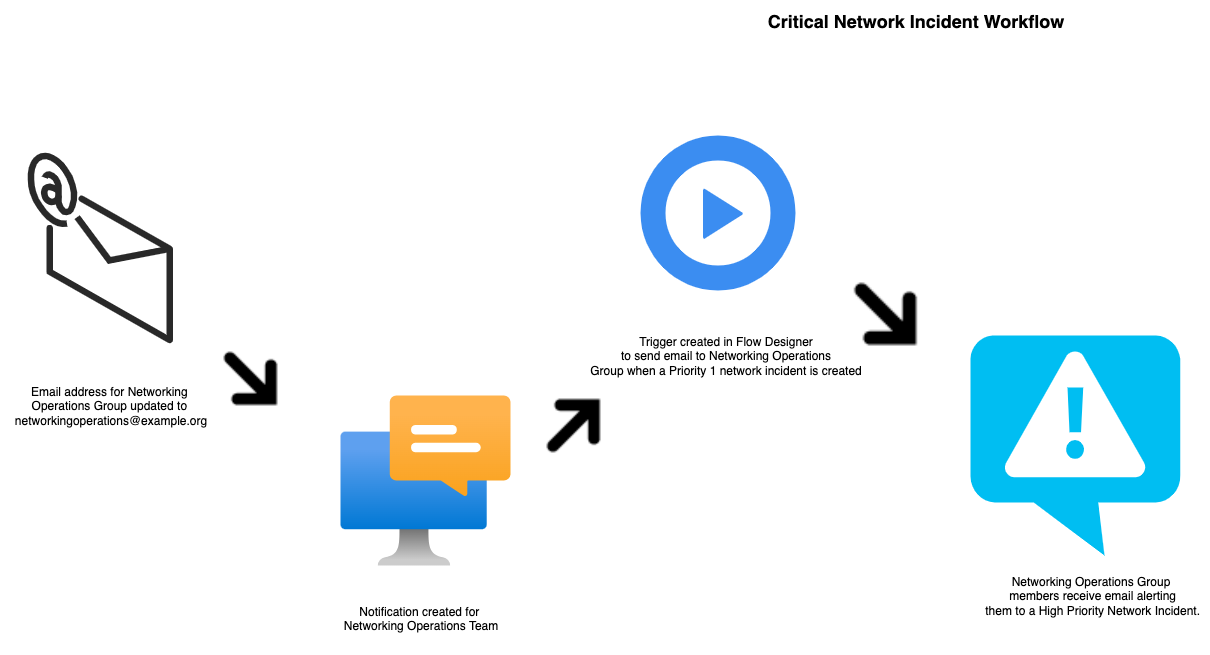 Critical Network Incident Workflow
Email address for Networking
Operations Group updated to
networkingoperations@example.org
Notification created for
Networking Operations Team
Trigger created in Flow Designer
to send email to Networking Operations
Group when a Priority 1 network incident is created
Networking Operations Group
members receive email alerting
them to a High Priority Network Incident.